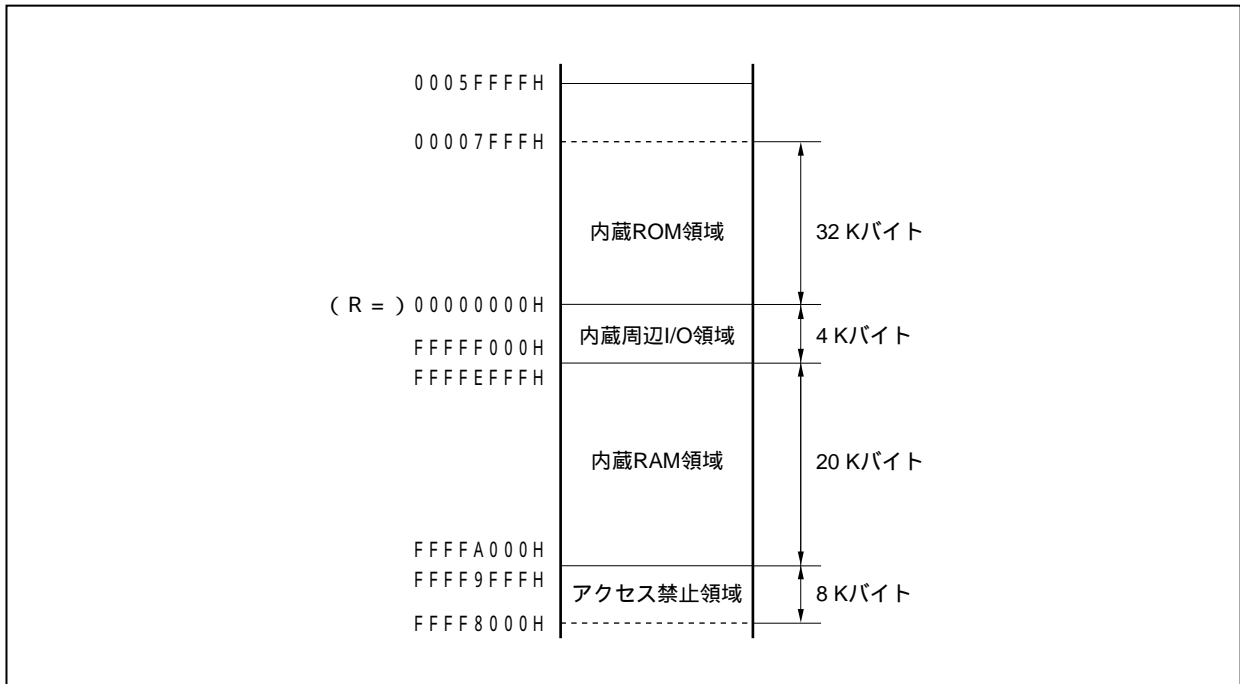 0005FFFFH
00007FFFH
内蔵ROM領域
32 Kバイト
(R=)00000000H
内蔵周辺I/O領域
4 Kバイト
FFFFF000H
FFFFEFFFH
内蔵RAM領域
20 Kバイト
FFFFA000H
FFFF9FFFH
アクセス禁止領域
8 Kバイト
FFFF8000H